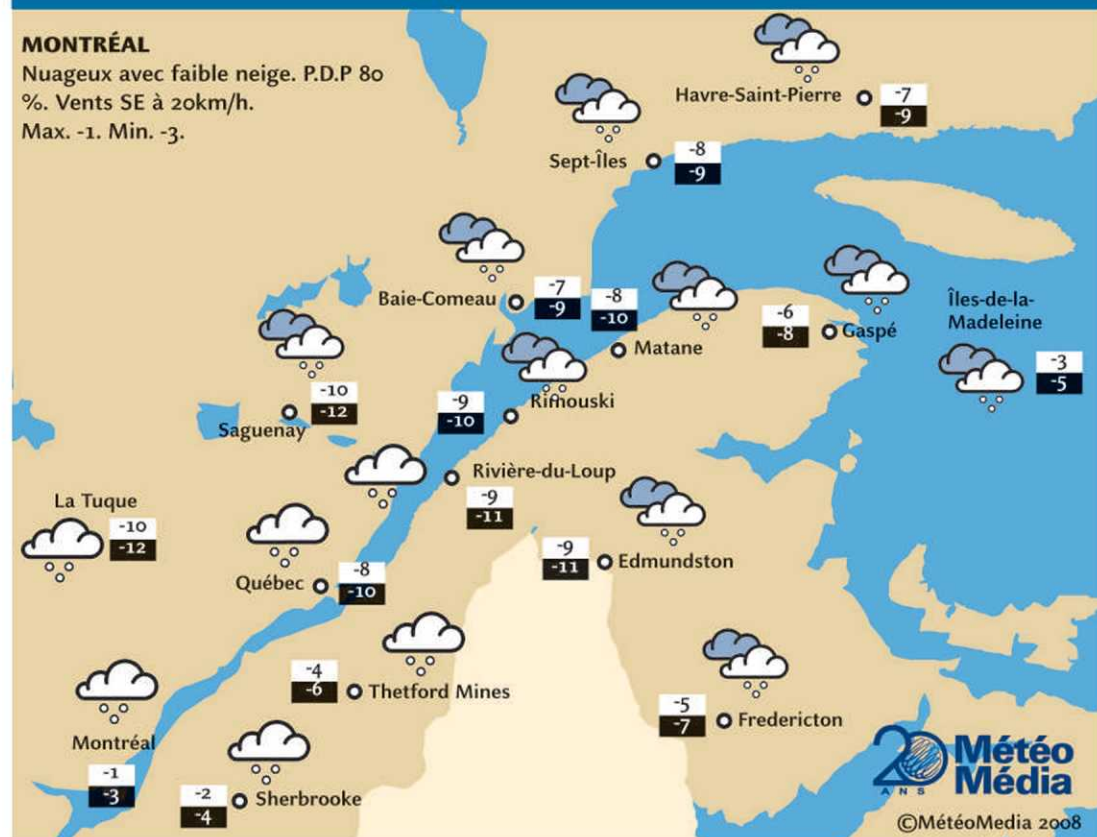 MONTRÉAL
Nuageux avec faible neige. P.D.P 80
%. Vents SE à 20km/h.
Max. -1. Min. -3.
Havre-Saint-Pierre
-7
-9
Sept-Îles
-8
-9
Baie-Comeau
-7
-9
-8
-10
Matane
-6
-8
Gaspé
Îles-de-la-
Madeleine
-3
-5
-10
-12
Saguenay
-9
-10
Rimouski
Rivière-du-Loup
-9
-11
La Tuque
-10
-12
Québec
-8
-10
-9
-11
Edmundston
-4
-6
Thetford Mines
-5
-7
Fredericton
Montréal
-1
-3
-2
-4
Sherbrooke
20
ANS
Météo
Média
©MétéoMedia 2008